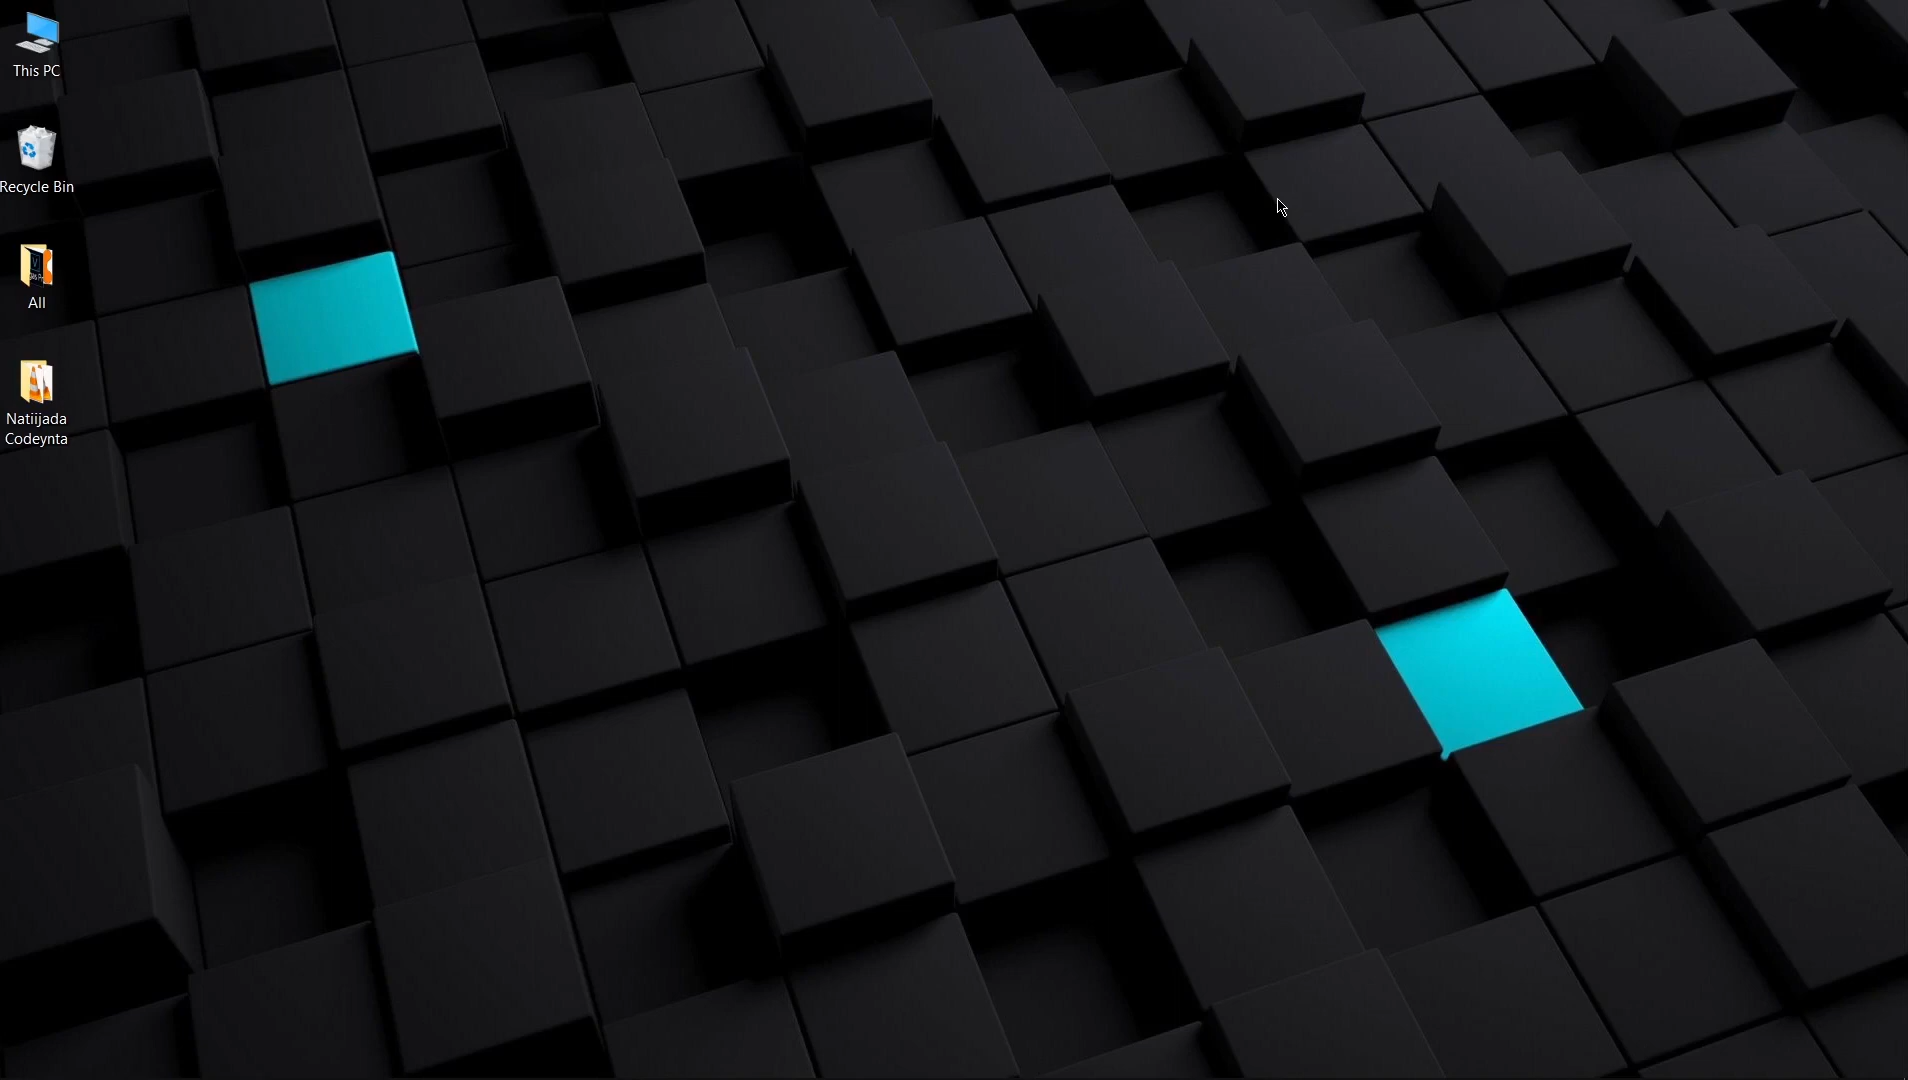 This PC
Recycle Bin
All
Natiijada
Codeynta